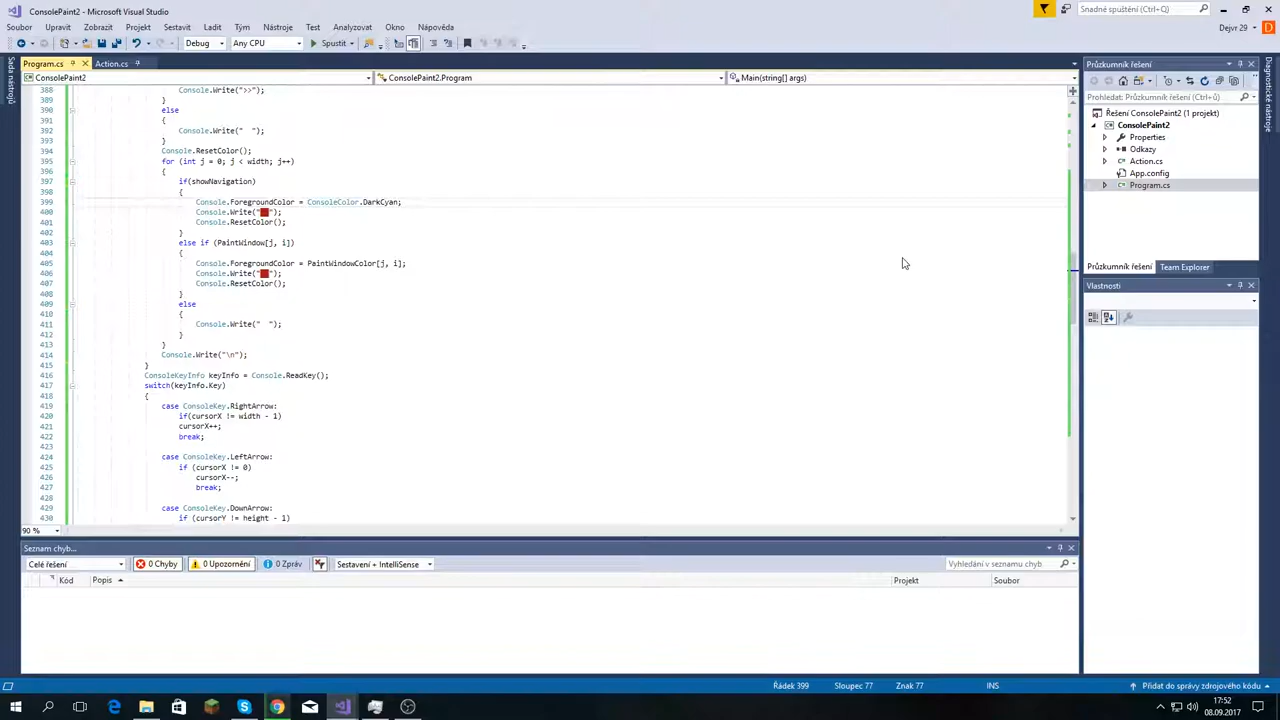 ConsolePaint2 - Microsoft Visual Studio
Snadné spuštění (Ctrl+Q)
Soubor Upravit Zobrazit Projekt Sestavit Ladit Tým Nástroje Test Analyzovat Okno Nápověda
Dejvr 29
Debug Any CPU Spustit
Program.cs Action.cs
ConsolePaint2 ConsolePaint2.Program Main(string[] args)
388 Console.Write(">>");
389 }
390 else
391 {
392 Console.Write("  ");
393 }
394 Console.ResetColor();
395 for (int j = 0; j < width; j++)
396 {
397 if(showNavigation)
398 {
399 Console.ForegroundColor = ConsoleColor.DarkCyan;
400 Console.Write("██");
401 Console.ResetColor();
402 }
403 else if (PaintWindow[j, i])
404 {
405 Console.ForegroundColor = PaintWindowColor[j, i];
406 Console.Write("██");
407 Console.ResetColor();
408 }
409 else
410 {
411 Console.Write("  ");
412 }
413 }
414 Console.Write("\n");
415 }
416 ConsoleKeyInfo keyInfo = Console.ReadKey();
417 switch(keyInfo.Key)
418 {
419 case ConsoleKey.RightArrow:
420 if(cursorX != width - 1)
421 cursorX++;
422 break;
423
424 case ConsoleKey.LeftArrow:
425 if (cursorX != 0)
426 cursorX--;
427 break;
428
429 case ConsoleKey.DownArrow:
430 if (cursorY != height - 1)
90 %
Sada nástrojů
Průzkumník řešení
Prohledat: Průzkumník řešení (Ctrl+ů)
Řešení ConsolePaint2 (1 projekt)
ConsolePaint2
Properties
Odkazy
Action.cs
App.config
Program.cs
Průzkumník řešení Team Explorer
Vlastnosti
Diagnostické nástroje
Seznam chyb...
Celé řešení 0 Chyby 0 Upozornění 0 Zpráv Sestavení + IntelliSense Vyhledávání v seznamu chyb
Kód Popis Projekt Soubor
Řádek 399 Sloupec 77 Znak 77 INS Přidat do správy zdrojového kódu
17:52
08.09.2017